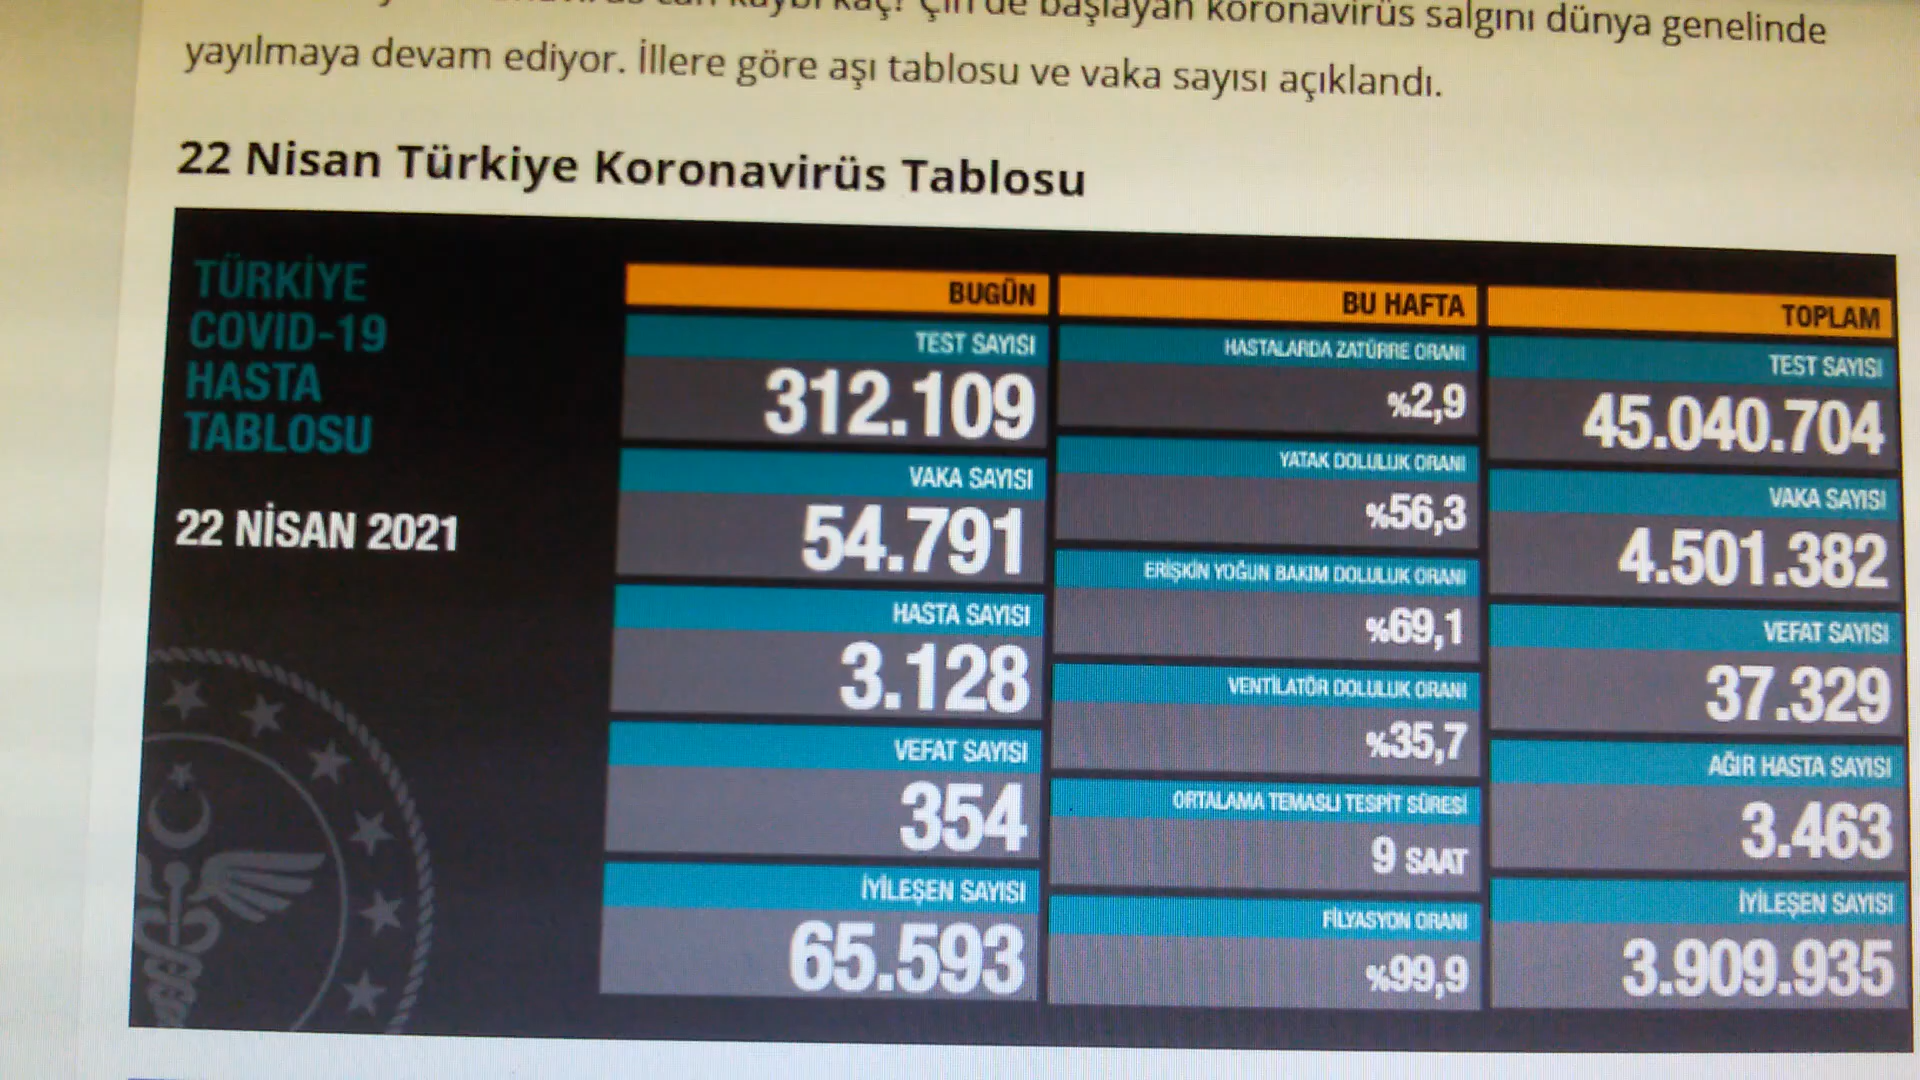 koronavirüs salgını dünya genelinde
yayılmaya devam ediyor. İllere göre aşı tablosu ve vaka sayısı açıklandı.
22 Nisan Türkiye Koronavirüs Tablosu
TÜRKİYE
COVID-19
HASTA
TABLOSU
22 NİSAN 2021
BUGÜN
TEST SAYISI
312.109
VAKA SAYISI
54.791
HASTA SAYISI
3.128
VEFAT SAYISI
354
İYİLEŞEN SAYISI
65.593
BU HAFTA
HASTALARDA ZATÜRRE ORANI
%2,9
YATAK DOLULUK ORANI
%56,3
ERİŞKİN YOĞUN BAKIM DOLULUK ORANI
%69,1
VENTİLATÖR DOLULUK ORANI
%35,7
ORTALAMA TEMASLI TESPİT SÜRESİ
9 SAAT
FİLYASYON ORANI
%99,9
TOPLAM
TEST SAYISI
45.040.704
VAKA SAYISI
4.501.382
VEFAT SAYISI
37.329
AĞIR HASTA SAYISI
3.463
İYİLEŞEN SAYISI
3.909.935